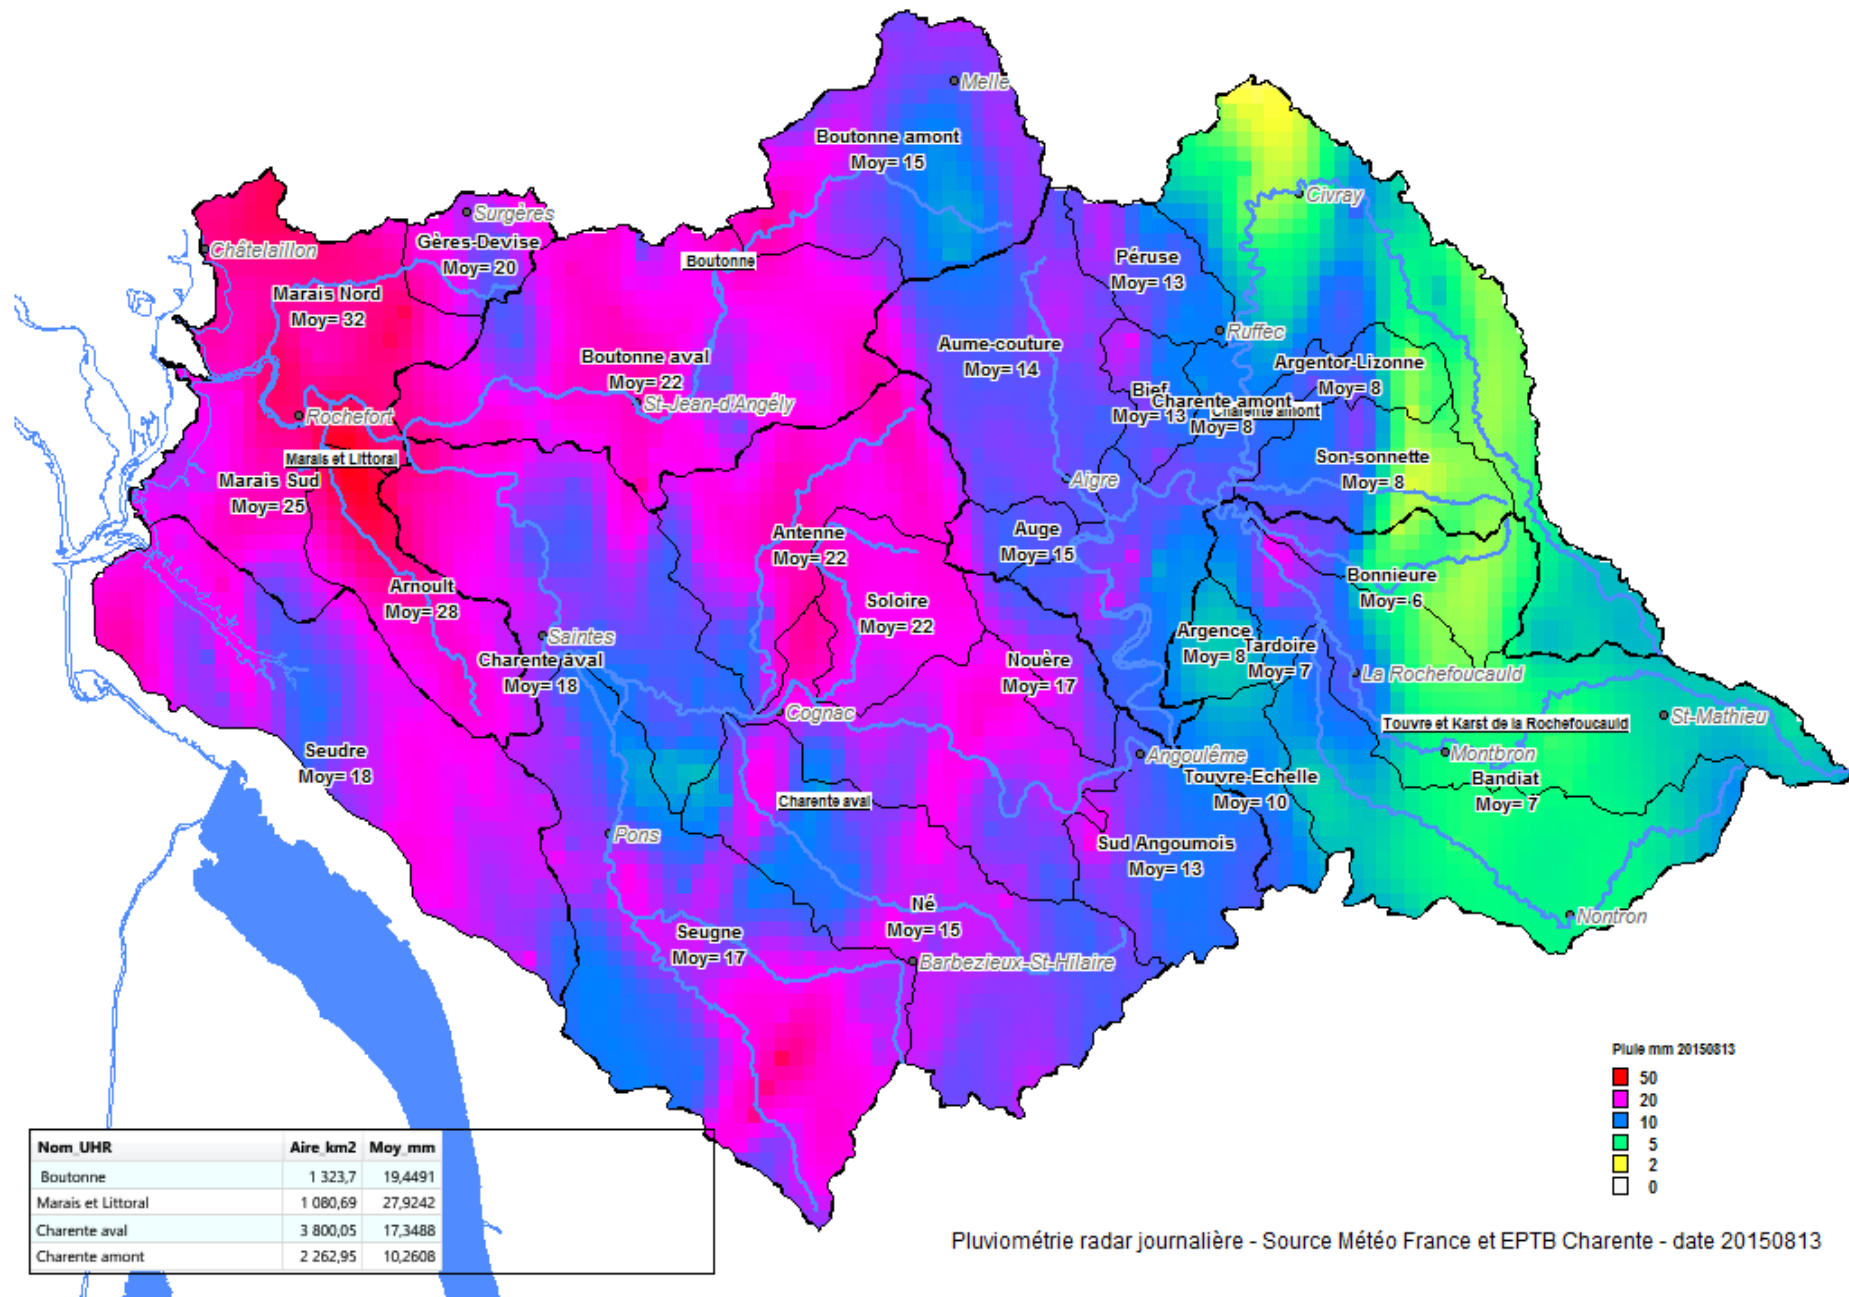 Melle
Boutonne amont
Moy= 15
Civray
Surgères
Châtelaillon
Gères-Devise
Moy= 20
Boutonne
Péruse
Moy= 13
Marais Nord
Moy= 32
Ruffec
Aume-couture
Moy= 14
Boutonne aval
Moy= 22
Argentor-Lizonne
Moy= 8
St-Jean-d'Angély
Bief
Moy= 13
Charente amont
Moy= 8
Charente amont
Rochefort
Marais et Littoral
Son-sonnette
Moy= 8
Marais Sud
Moy= 25
Aigre
Antenne
Moy= 22
Auge
Moy= 15
Bonnieure
Moy= 6
Arnoult
Moy= 28
Soloire
Moy= 22
Saintes
Argence
Moy= 8
Tardoire
Moy= 7
Charente aval
Moy= 18
Nouère
Moy= 17
La Rochefoucauld
Cognac
Touvre et Karst de la Rochefoucauld
St-Mathieu
Seudre
Moy= 18
Angoulême
Montbron
Touvre-Echelle
Moy= 10
Bandiat
Moy= 7
Charente aval
Pons
Sud Angoumois
Moy= 13
Né
Moy= 15
Nontron
Seugne
Moy= 17
Barbezieux-St-Hilaire
Pluie mm 20150813
50
20
10
5
2
0
Nom_UHR Aire_km2 Moy_mm
Boutonne 1 323,7 19,4491
Marais et Littoral 1 080,69 27,9242
Charente aval 3 800,05 17,3488
Charente amont 2 262,95 10,2608
Pluviométrie radar journalière - Source Météo France et EPTB Charente - date 20150813